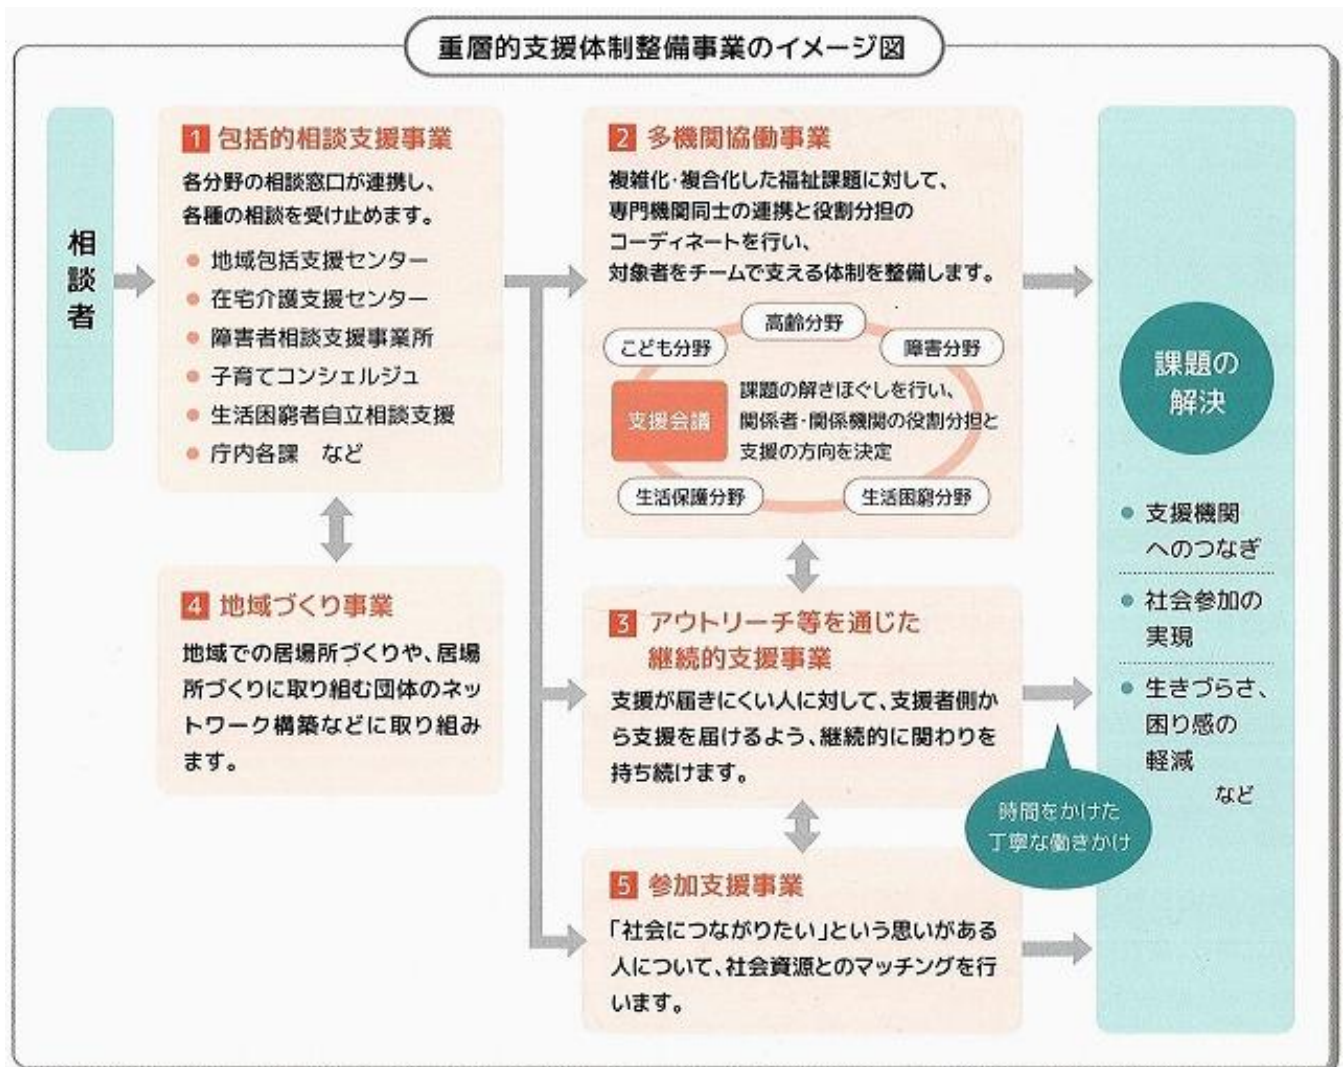 重層的支援体制整備事業のイメージ図
相談者
1 包括的相談支援事業
各分野の相談窓口が連携し、
各種の相談を受け止めます。
● 地域包括支援センター
● 在宅介護支援センター
● 障害者相談支援事業所
● 子育てコンシェルジュ
● 生活困窮者自立相談支援
● 庁内各課 など
4 地域づくり事業
地域での居場所づくりや、居場
所づくりに取り組む団体のネッ
トワーク構築などに取り組み
ます。
2 多機関協働事業
複雑化・複合化した福祉課題に対して、
専門機関同士の連携と役割分担の
コーディネートを行い、
対象者をチームで支える体制を整備します。
高齢分野
こども分野
障害分野
支援会議
課題の解きほぐしを行い、
関係者・関係機関の役割分担と
支援の方向を決定
生活保護分野
生活困窮分野
3 アウトリーチ等を通じた
継続的支援事業
支援が届きにくい人に対して、支援者側か
ら支援を届けるよう、継続的に関わりを
持ち続けます。
時間をかけた
丁寧な働きかけ
5 参加支援事業
「社会につながりたい」という思いがある
人について、社会資源とのマッチングを行
います。
課題の
解決
● 支援機関
へのつなぎ
● 社会参加の
実現
● 生きづらさ、
困り感の
軽減
など